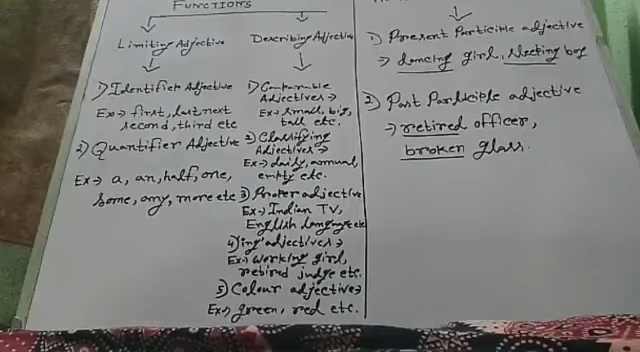 FUNCTIONS
Limiting Adjective
1) Identifier Adjective
Ex→ first, last, next
second, third etc
2) Quantifier Adjective
Ex→ a, an, half, one,
some, any, more etc
Describing Adjective
1) Comparable
Adjectives→
Ex→ small, big,
tall etc.
2) Classifying
Adjectives→
Ex→ daily, annual,
empty etc.
3) Proper adjective
Ex→ Indian TV,
English language etc
4) 'ing' adjectives→
Ex→ working girl,
retired judge etc.
5) Colour adjective→
Ex→ green, red etc.
1) Present Participle adjective
→ dancing girl, sleeping boy
2) Past Participle adjective
→ retired officer,
broken glass.